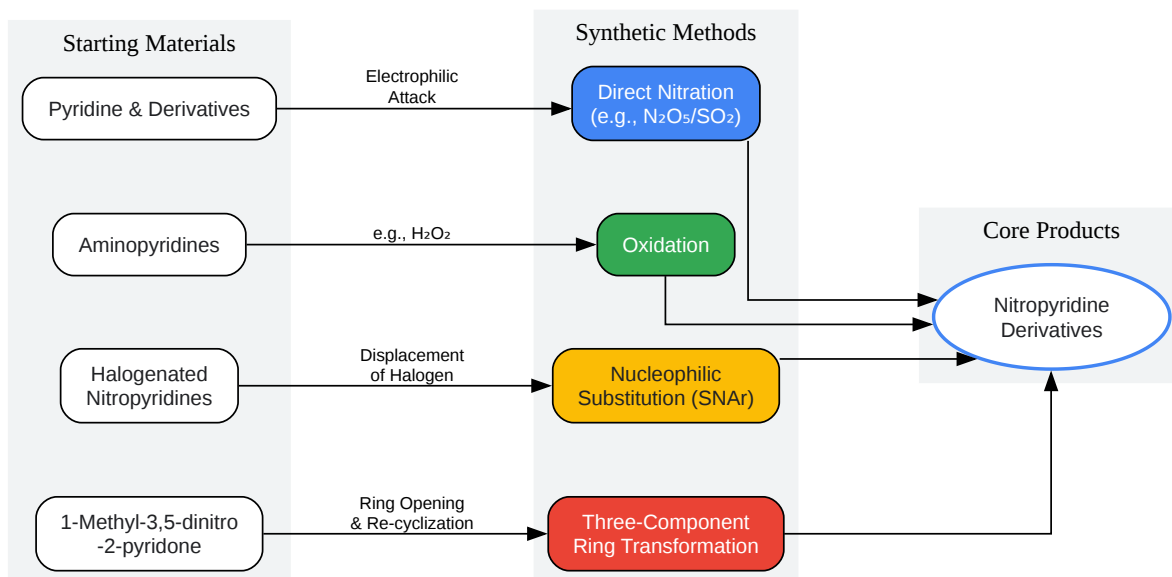 Starting Materials
Synthetic Methods
Pyridine & Derivatives
Electrophilic
Attack
Direct Nitration
(e.g., N₂O₅/SO₂)
Aminopyridines
e.g., H₂O₂
Oxidation
Core Products
Nitropyridine
Derivatives
Halogenated
Nitropyridines
Displacement
of Halogen
Nucleophilic
Substitution (SNAr)
1-Methyl-3,5-dinitro
-2-pyridone
Ring Opening
& Re-cyclization
Three-Component
Ring Transformation